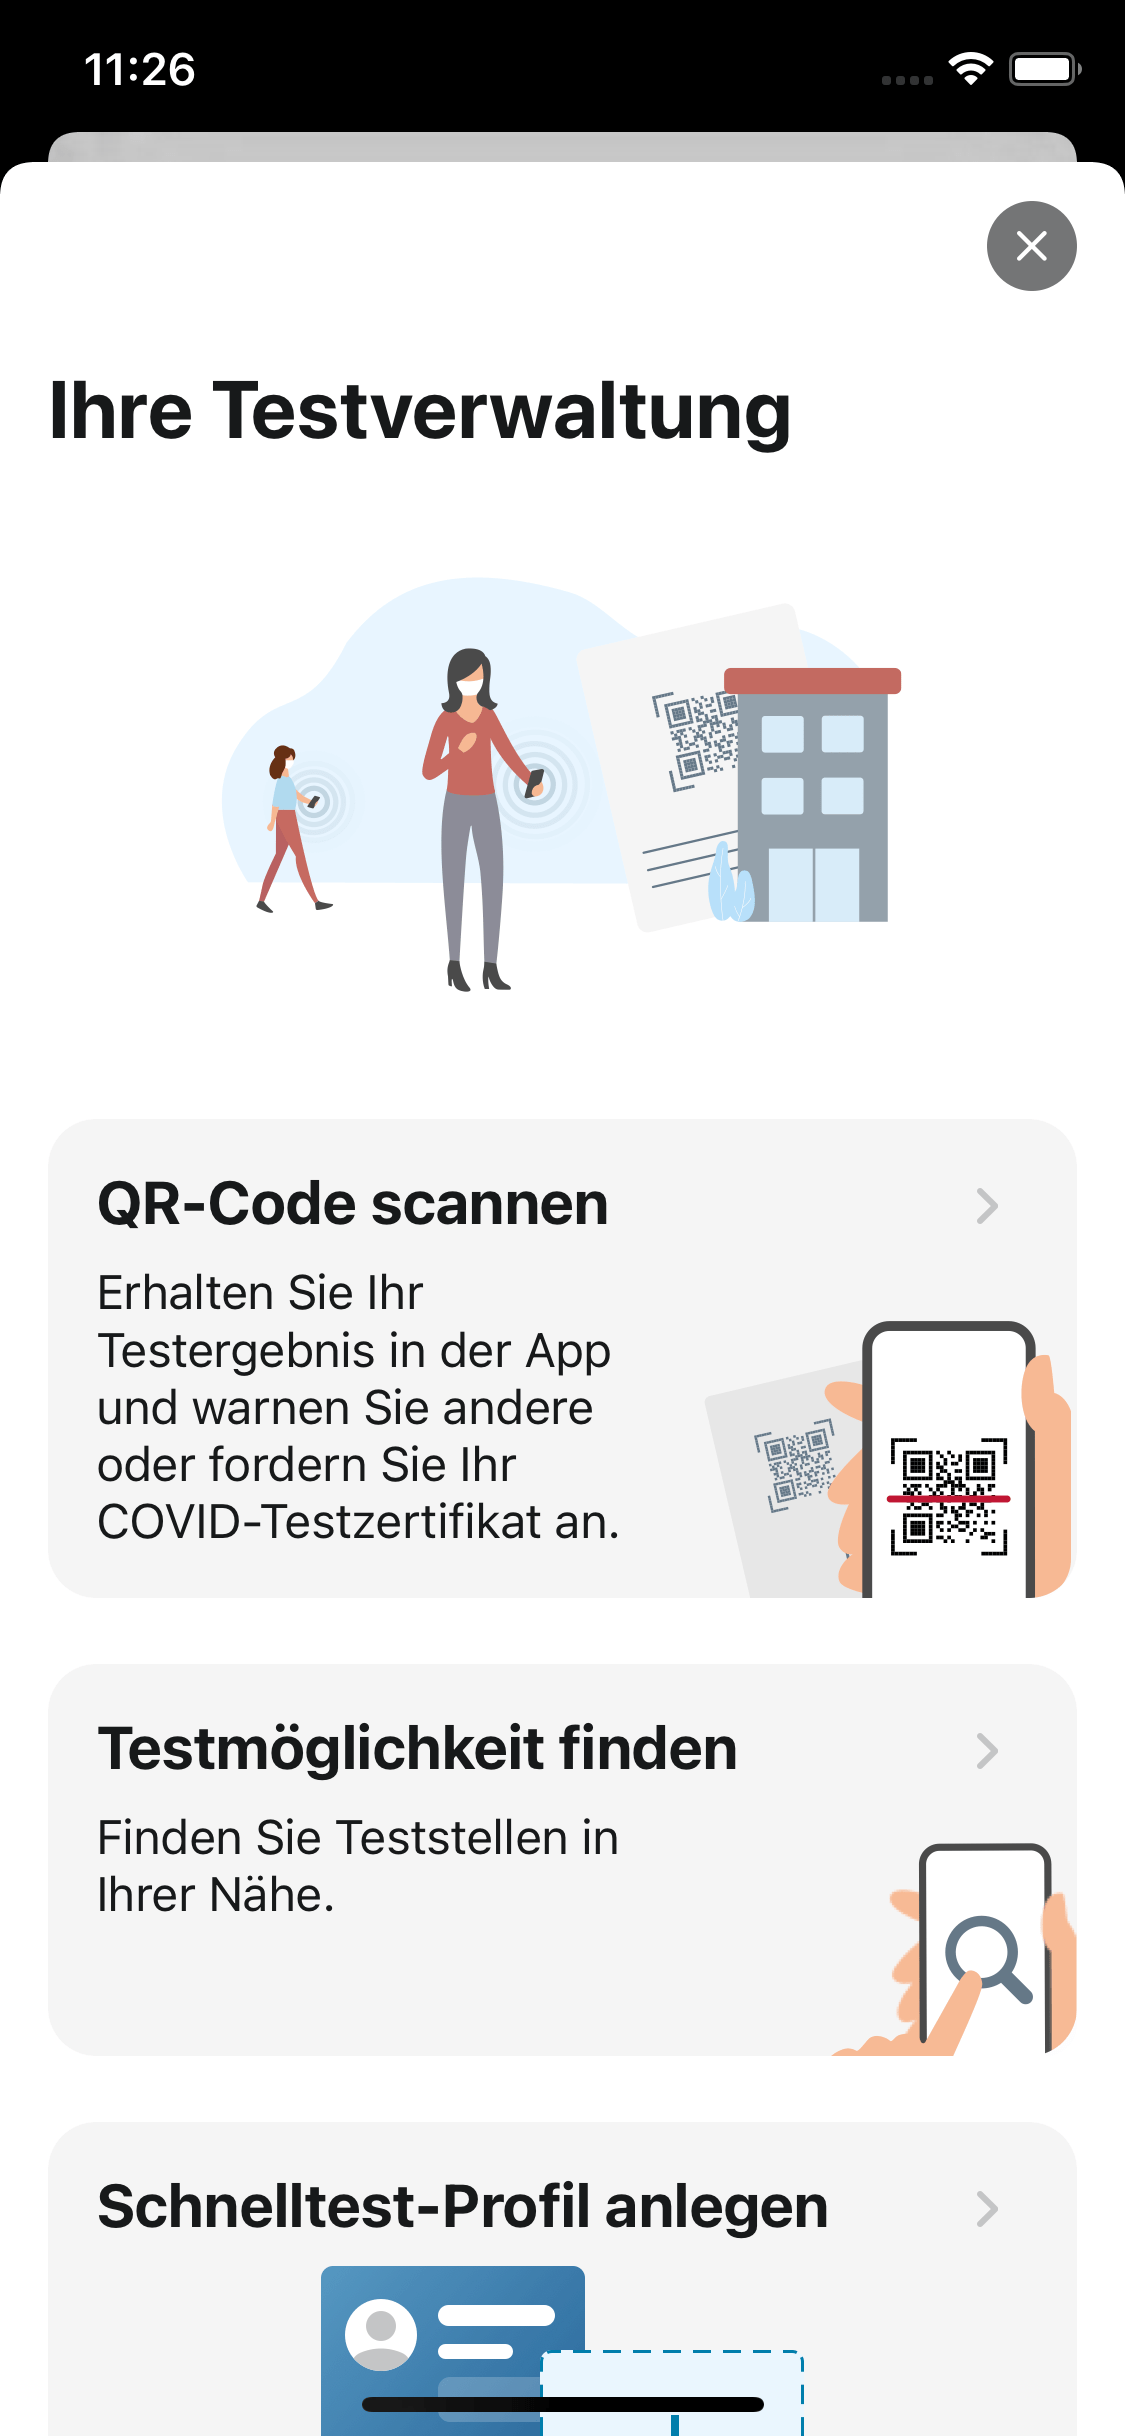 11:26
Ihre Testverwaltung
QR-Code scannen
Erhalten Sie Ihr
Testergebnis in der App
und warnen Sie andere
oder fordern Sie Ihr
COVID-Testzertifikat an.
Testmöglichkeit finden
Finden Sie Teststellen in
Ihrer Nähe.
Schnelltest-Profil anlegen